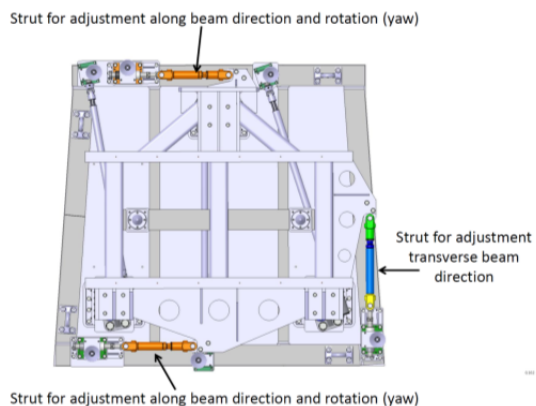 Strut for adjustment along beam direction and rotation (yaw)
Strut for adjustment
transverse beam
direction
Strut for adjustment along beam direction and rotation (yaw)